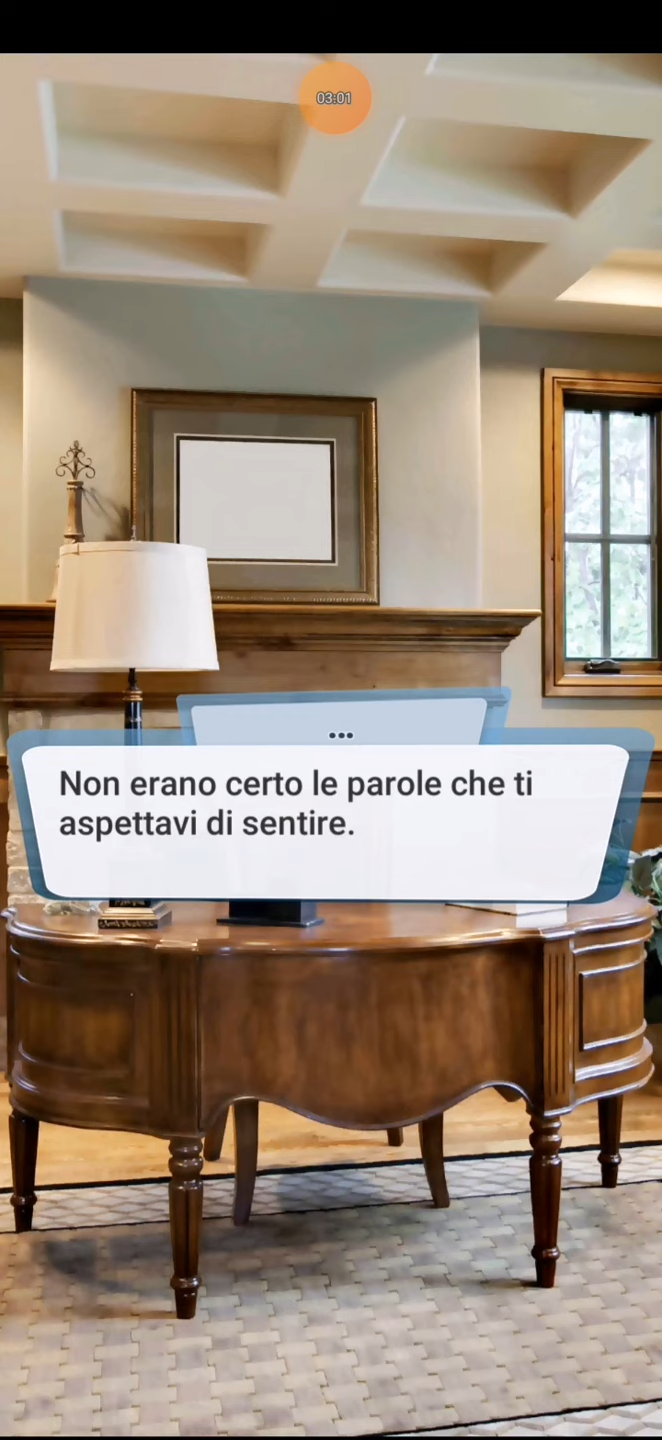 03:01
•••
Non erano certo le parole che ti
aspettavi di sentire.